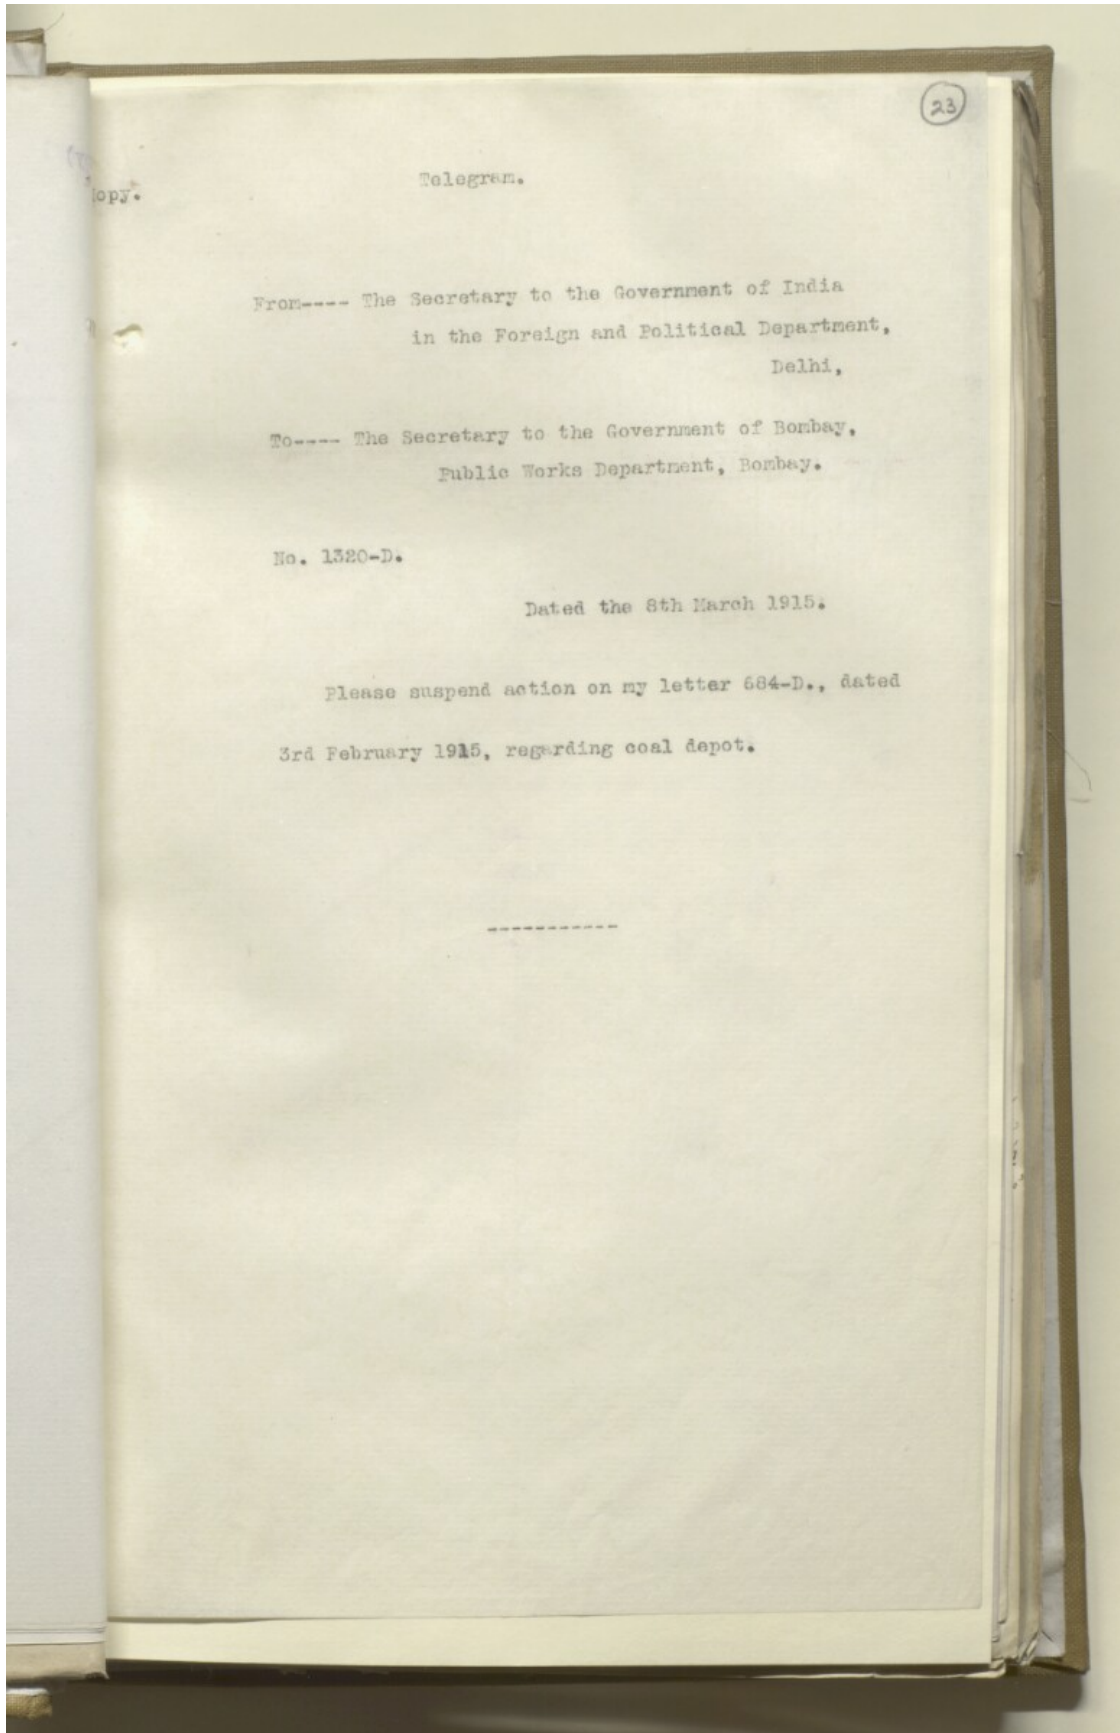 23
Telegram.
Copy.
From---- The Secretary to the Government of India
in the Foreign and Political Department,
Delhi,
To---- The Secretary to the Government of Bombay,
Public Works Department, Bombay.
No. 1320-D.
Dated the 8th March 1915.
Please suspend action on my letter 684-D., dated
3rd February 1915, regarding coal depot.
-----------